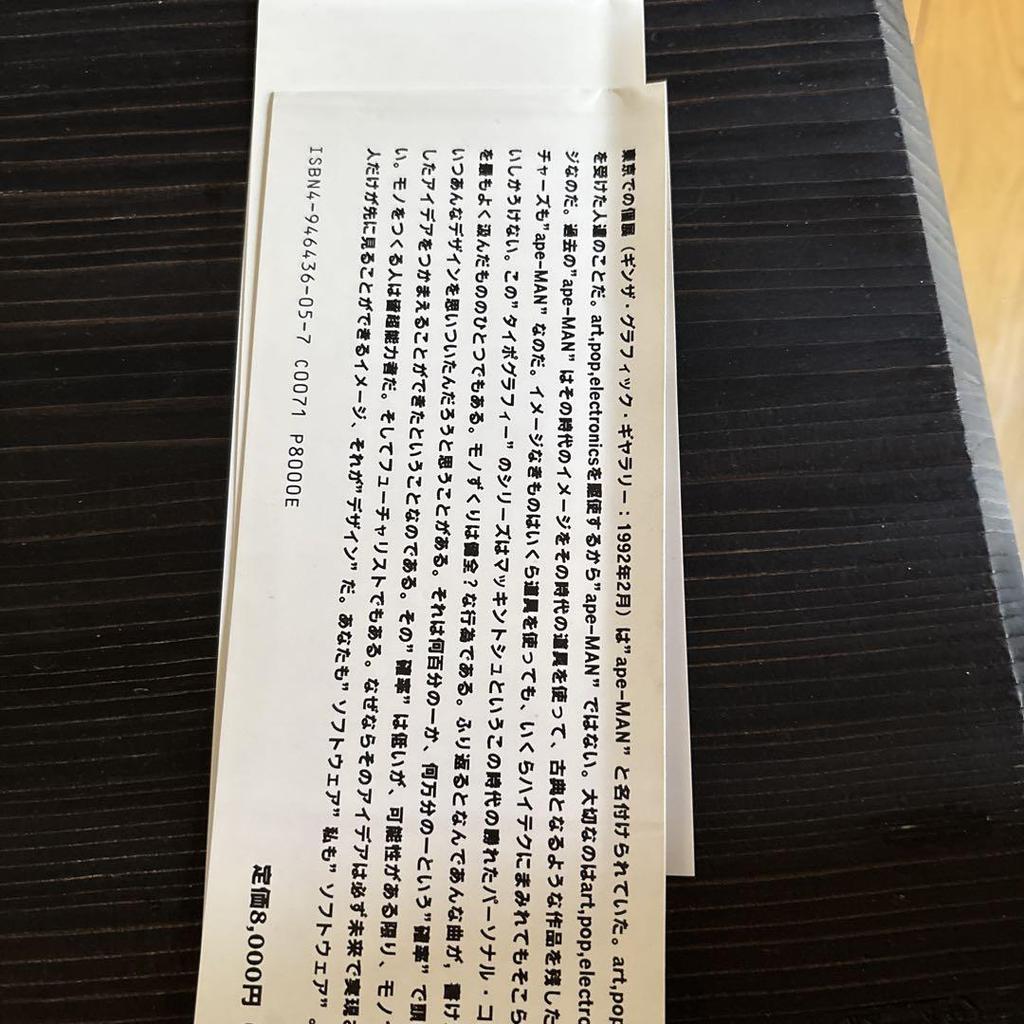 東京での個展（ギンザ・グラフィック・ギャラリー：1992年2月）は"ape-MAN"と名付けられていた。art,pop
を受けた人達のことだ。art,pop,electronicsを駆使するから"ape-MAN"ではない。大切なのはart,pop,electro
ジなのだ。過去の"ape-MAN"はその時代のイメージをその時代の道具を使って、古典となるような作品を残した
チャーズも"ape-MAN"なのだ。イメージなきものはいくら道具を使っても、いくらハイテクにまみれてもそこら
いしかろうけない。この"タイポグラフィー"のシリーズはマッキントシュというこの時代の勝れたパーソナル・コ
を最もよく汲んだもののひとつでもある。モノずくりは健全？な行為である。ふり返るとなんであんな曲が，書け
いつあんなデザインを思いついたんだろうと思うことがある。それは何百分の一か、何万分の一という"確率"で頭
したアイデアをつかまえることができたということなのである。その"確率"は低いが、可能性がある限り、モノ
い。モノをつくる人は皆超能力者だ。そしてフューチャリストでもある。なぜならそのアイデアは必ず未来で実現
人だけが先に見ることができるイメージ、それが"デザイン"だ。あなたも"ソフトウェア"私も"ソフトウェア"。
ISBN4-946436-05-7 C0071 P8000E
定価8,000円